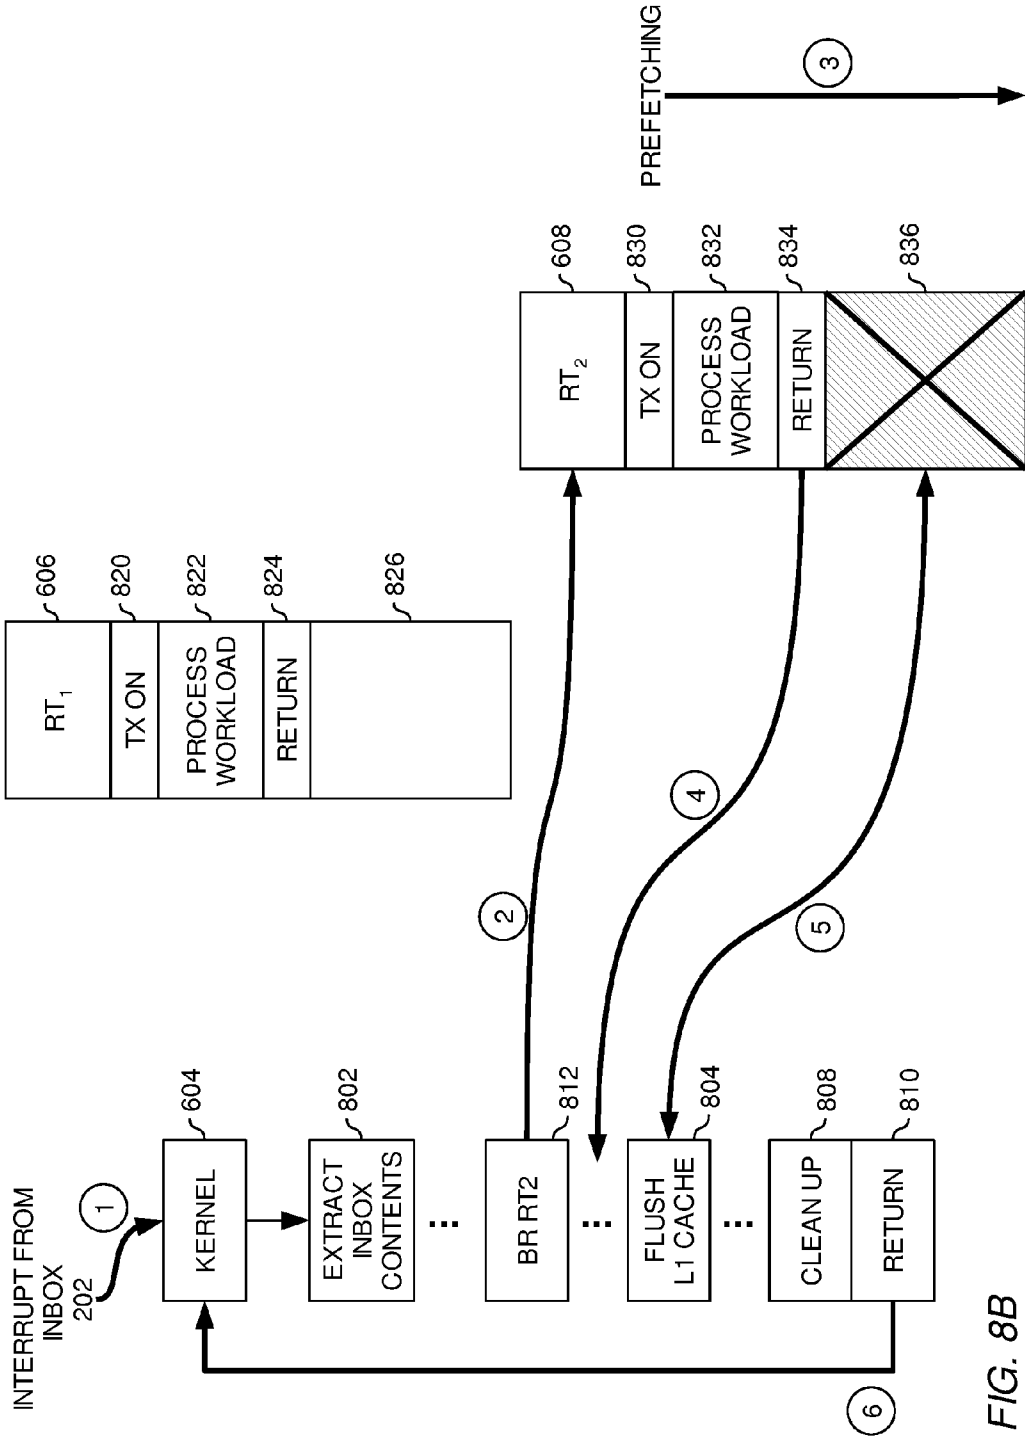 INTERRUPT FROM
INBOX
202
1
KERNEL
604
EXTRACT
INBOX
CONTENTS
802
...
BR RT2
812
...
FLUSH
L1 CACHE
804
...
CLEAN UP
808
RETURN
810
6
2
4
5
RT1
606
TX ON
820
PROCESS
WORKLOAD
822
RETURN
824
826
RT2
608
TX ON
830
PROCESS
WORKLOAD
832
RETURN
834
836
PREFETCHING
3
FIG. 8B